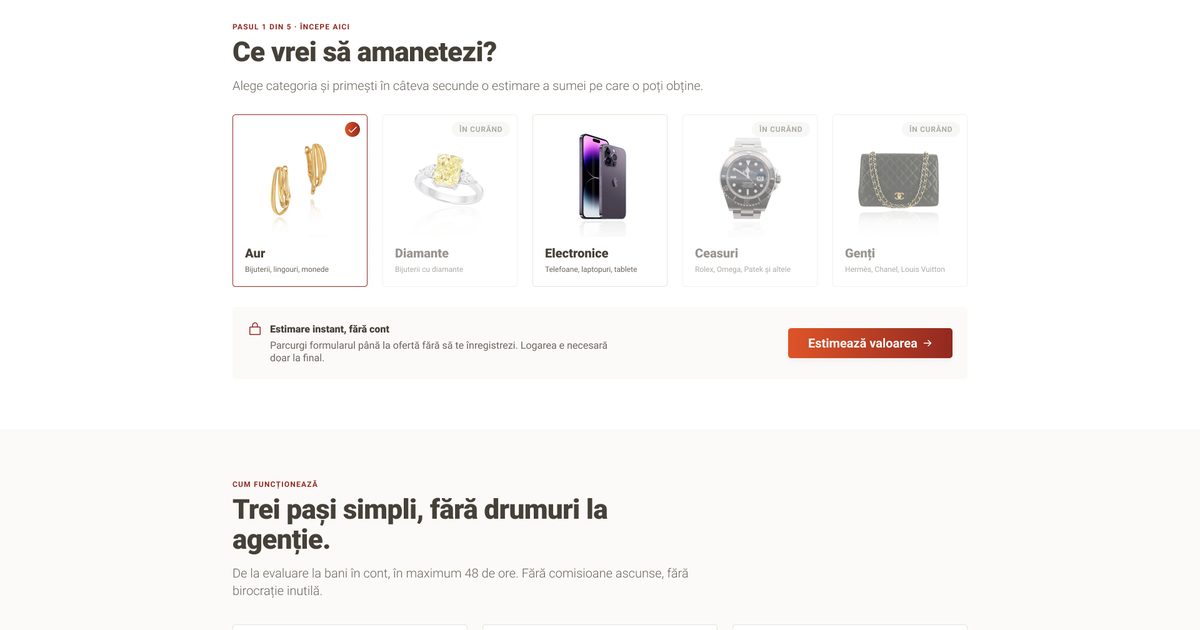 PASUL 1 DIN 5 · ÎNCEPE AICI
Ce vrei să amanetezi?
Alege categoria și primești în câteva secunde o estimare a sumei pe care o poți obține.
Aur
Bijuterii, lingouri, monede
ÎN CURÂND
Diamante
Bijuterii cu diamante
Electronice
Telefoane, laptopuri, tablete
ÎN CURÂND
Ceasuri
Rolex, Omega, Patek și altele
ÎN CURÂND
Genți
Hermès, Chanel, Louis Vuitton
Estimare instant, fără cont
Parcurgi formularul până la ofertă fără să te înregistrezi. Logarea e necesară
doar la final.
Estimează valoarea →
CUM FUNCȚIONEAZĂ
Trei pași simpli, fără drumuri la
agenție.
De la evaluare la bani în cont, în maximum 48 de ore. Fără comisioane ascunse, fără
birocrație inutilă.